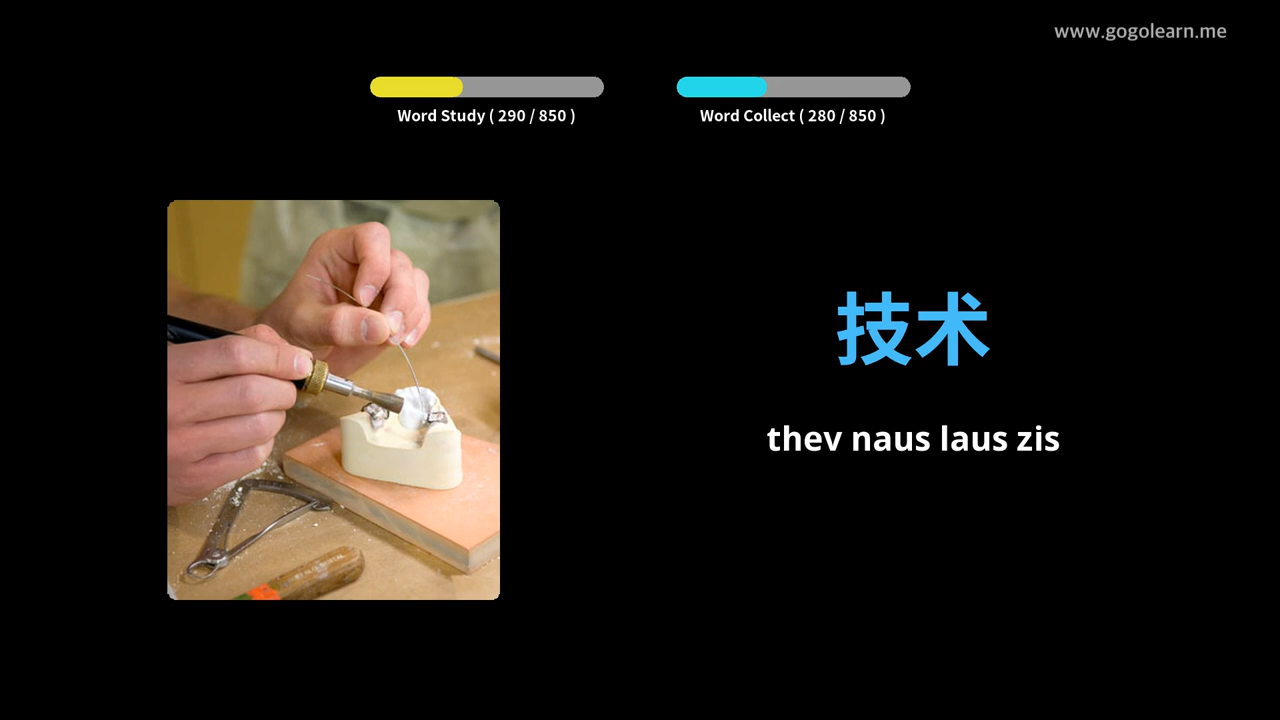 www.gogolearn.me
Word Study ( 290 / 850 )
Word Collect ( 280 / 850 )
技术
thev naus laus zis